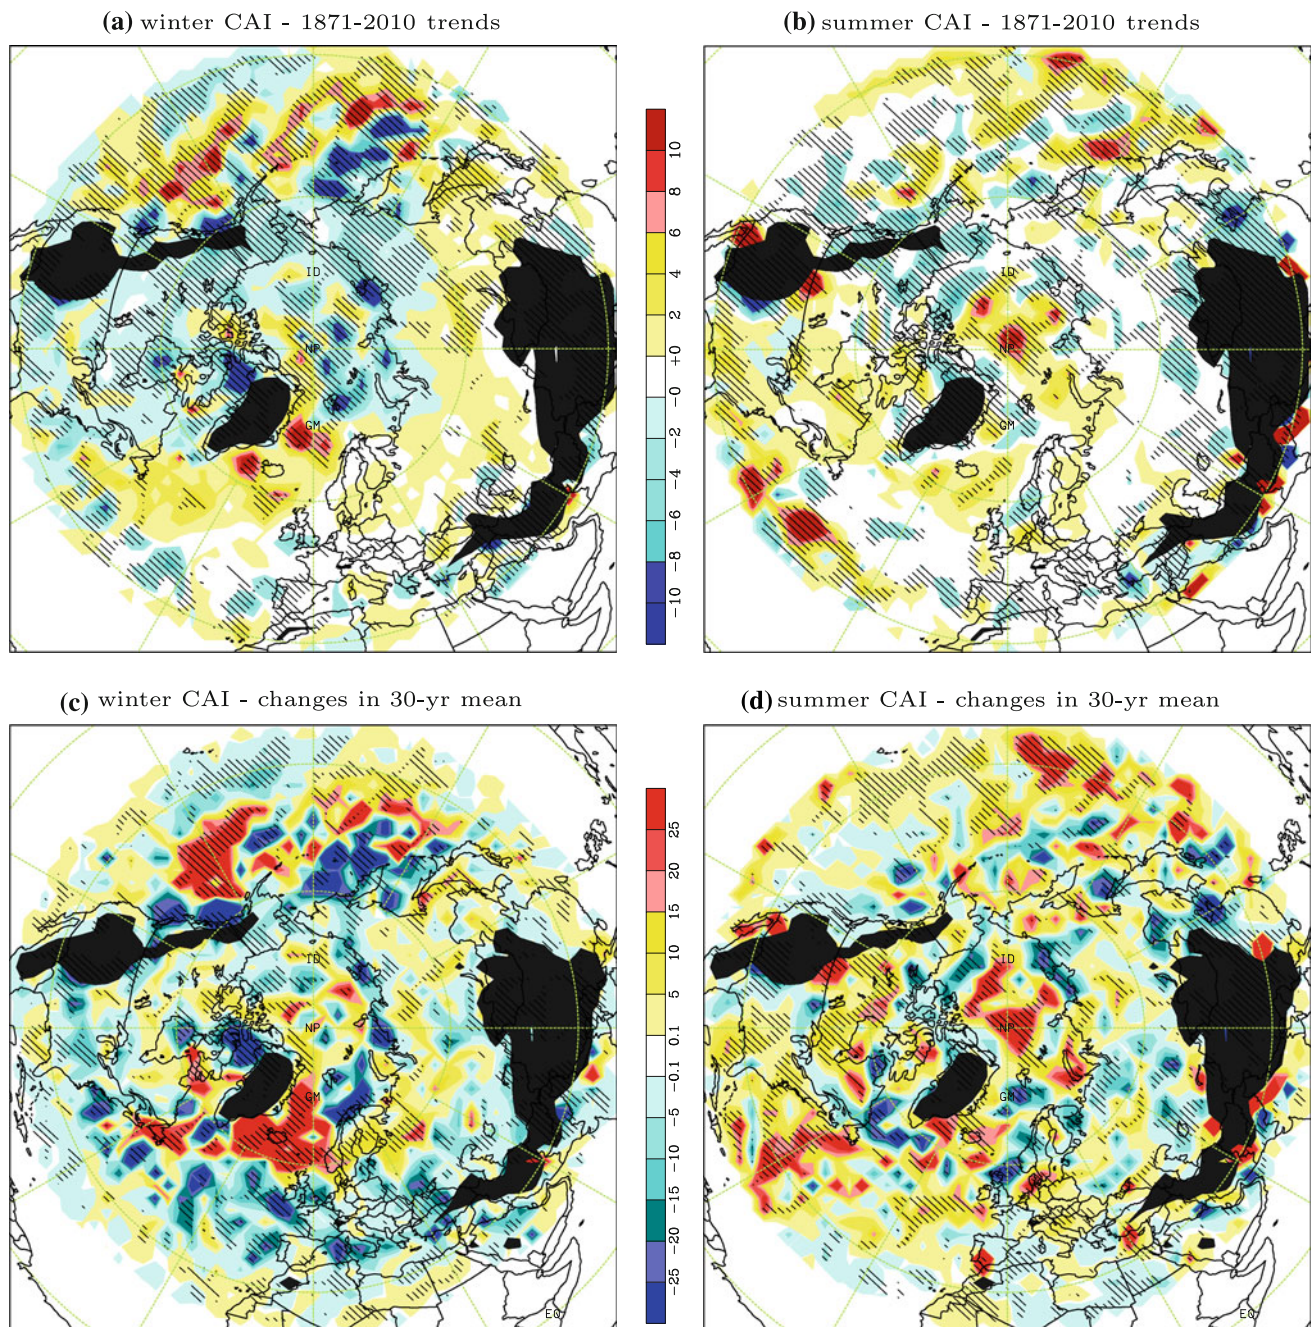 (a) winter CAI - 1871-2010 trends
(b) summer CAI - 1871-2010 trends
ID
NP
GM
10
8
6
4
2
+0
−0
−2
−4
−6
−8
−10
ID
NP
GM
(c) winter CAI - changes in 30-yr mean
(d) summer CAI - changes in 30-yr mean
ID
NP
GM
EQ
25
20
15
10
5
0.1
−0.1
−5
−10
−15
−20
−25
ID
NP
GM
EQ